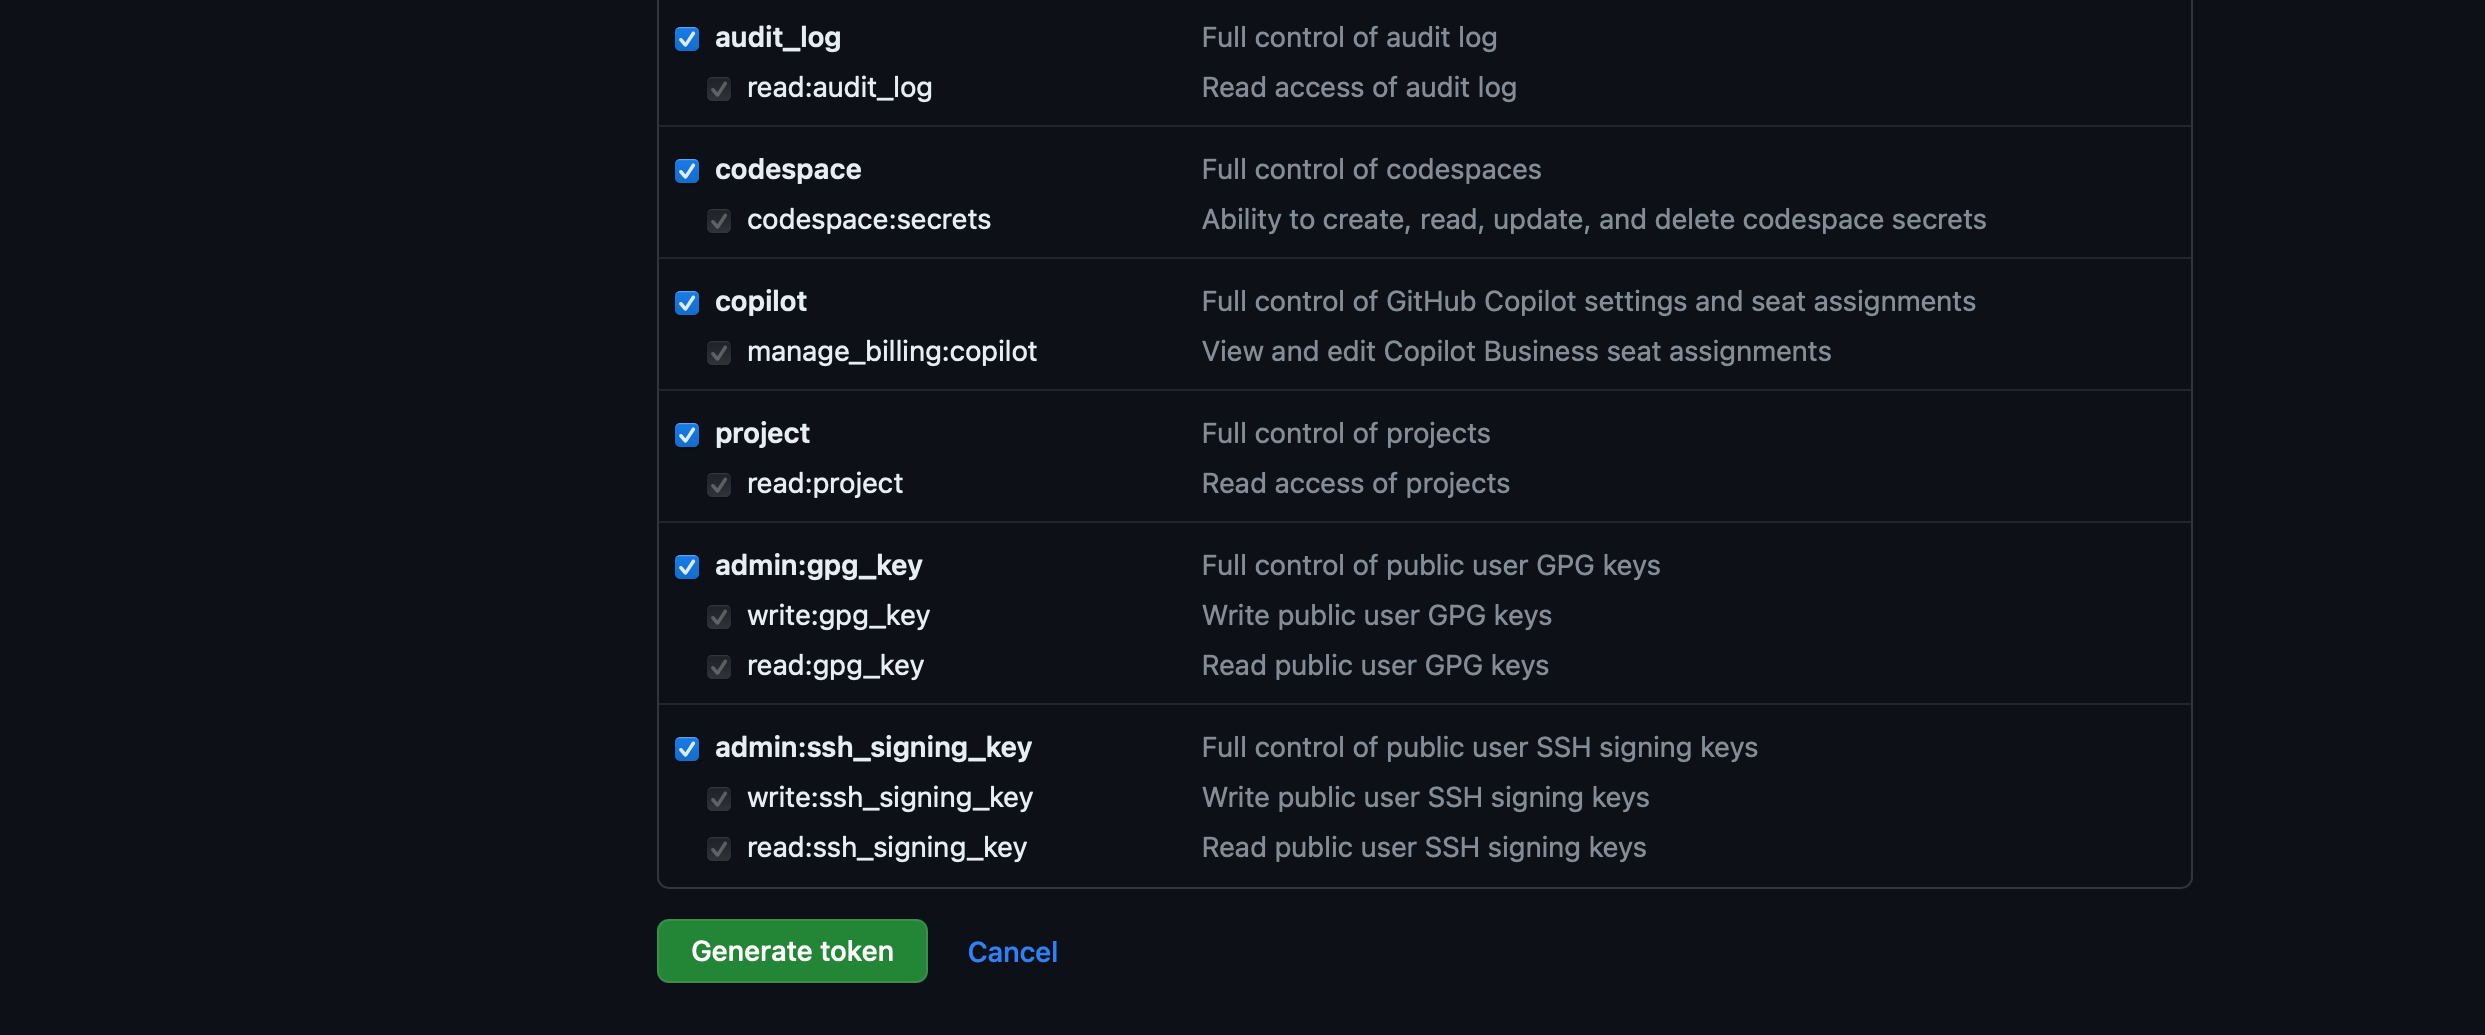 audit_log Full control of audit log
read:audit_log Read access of audit log
codespace Full control of codespaces
codespace:secrets Ability to create, read, update, and delete codespace secrets
copilot Full control of GitHub Copilot settings and seat assignments
manage_billing:copilot View and edit Copilot Business seat assignments
project Full control of projects
read:project Read access of projects
admin:gpg_key Full control of public user GPG keys
write:gpg_key Write public user GPG keys
read:gpg_key Read public user GPG keys
admin:ssh_signing_key Full control of public user SSH signing keys
write:ssh_signing_key Write public user SSH signing keys
read:ssh_signing_key Read public user SSH signing keys
Generate token Cancel